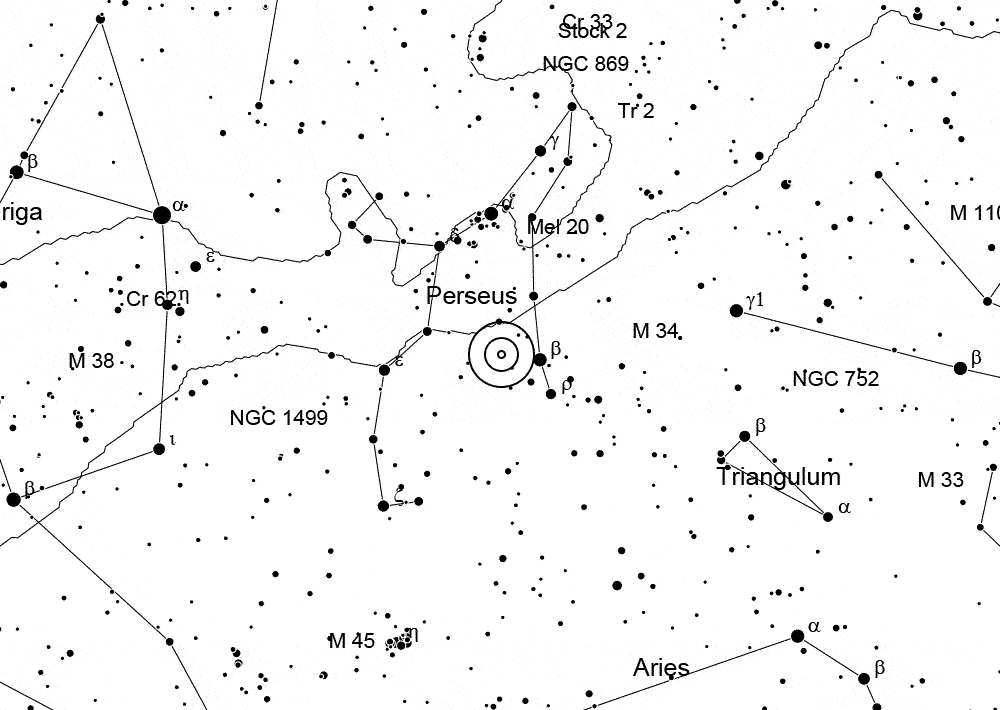 Cr 33
Stock 2
NGC 869
Tr 2
γ
β
α
riga
α
M 110
Mel 20
δ
ε
Cr 62
η
Perseus
γ1
M 34
β
M 38
ε
β
NGC 752
ρ
NGC 1499
β
ι
Triangulum
M 33
β
α
η
M 45
α
Aries
β